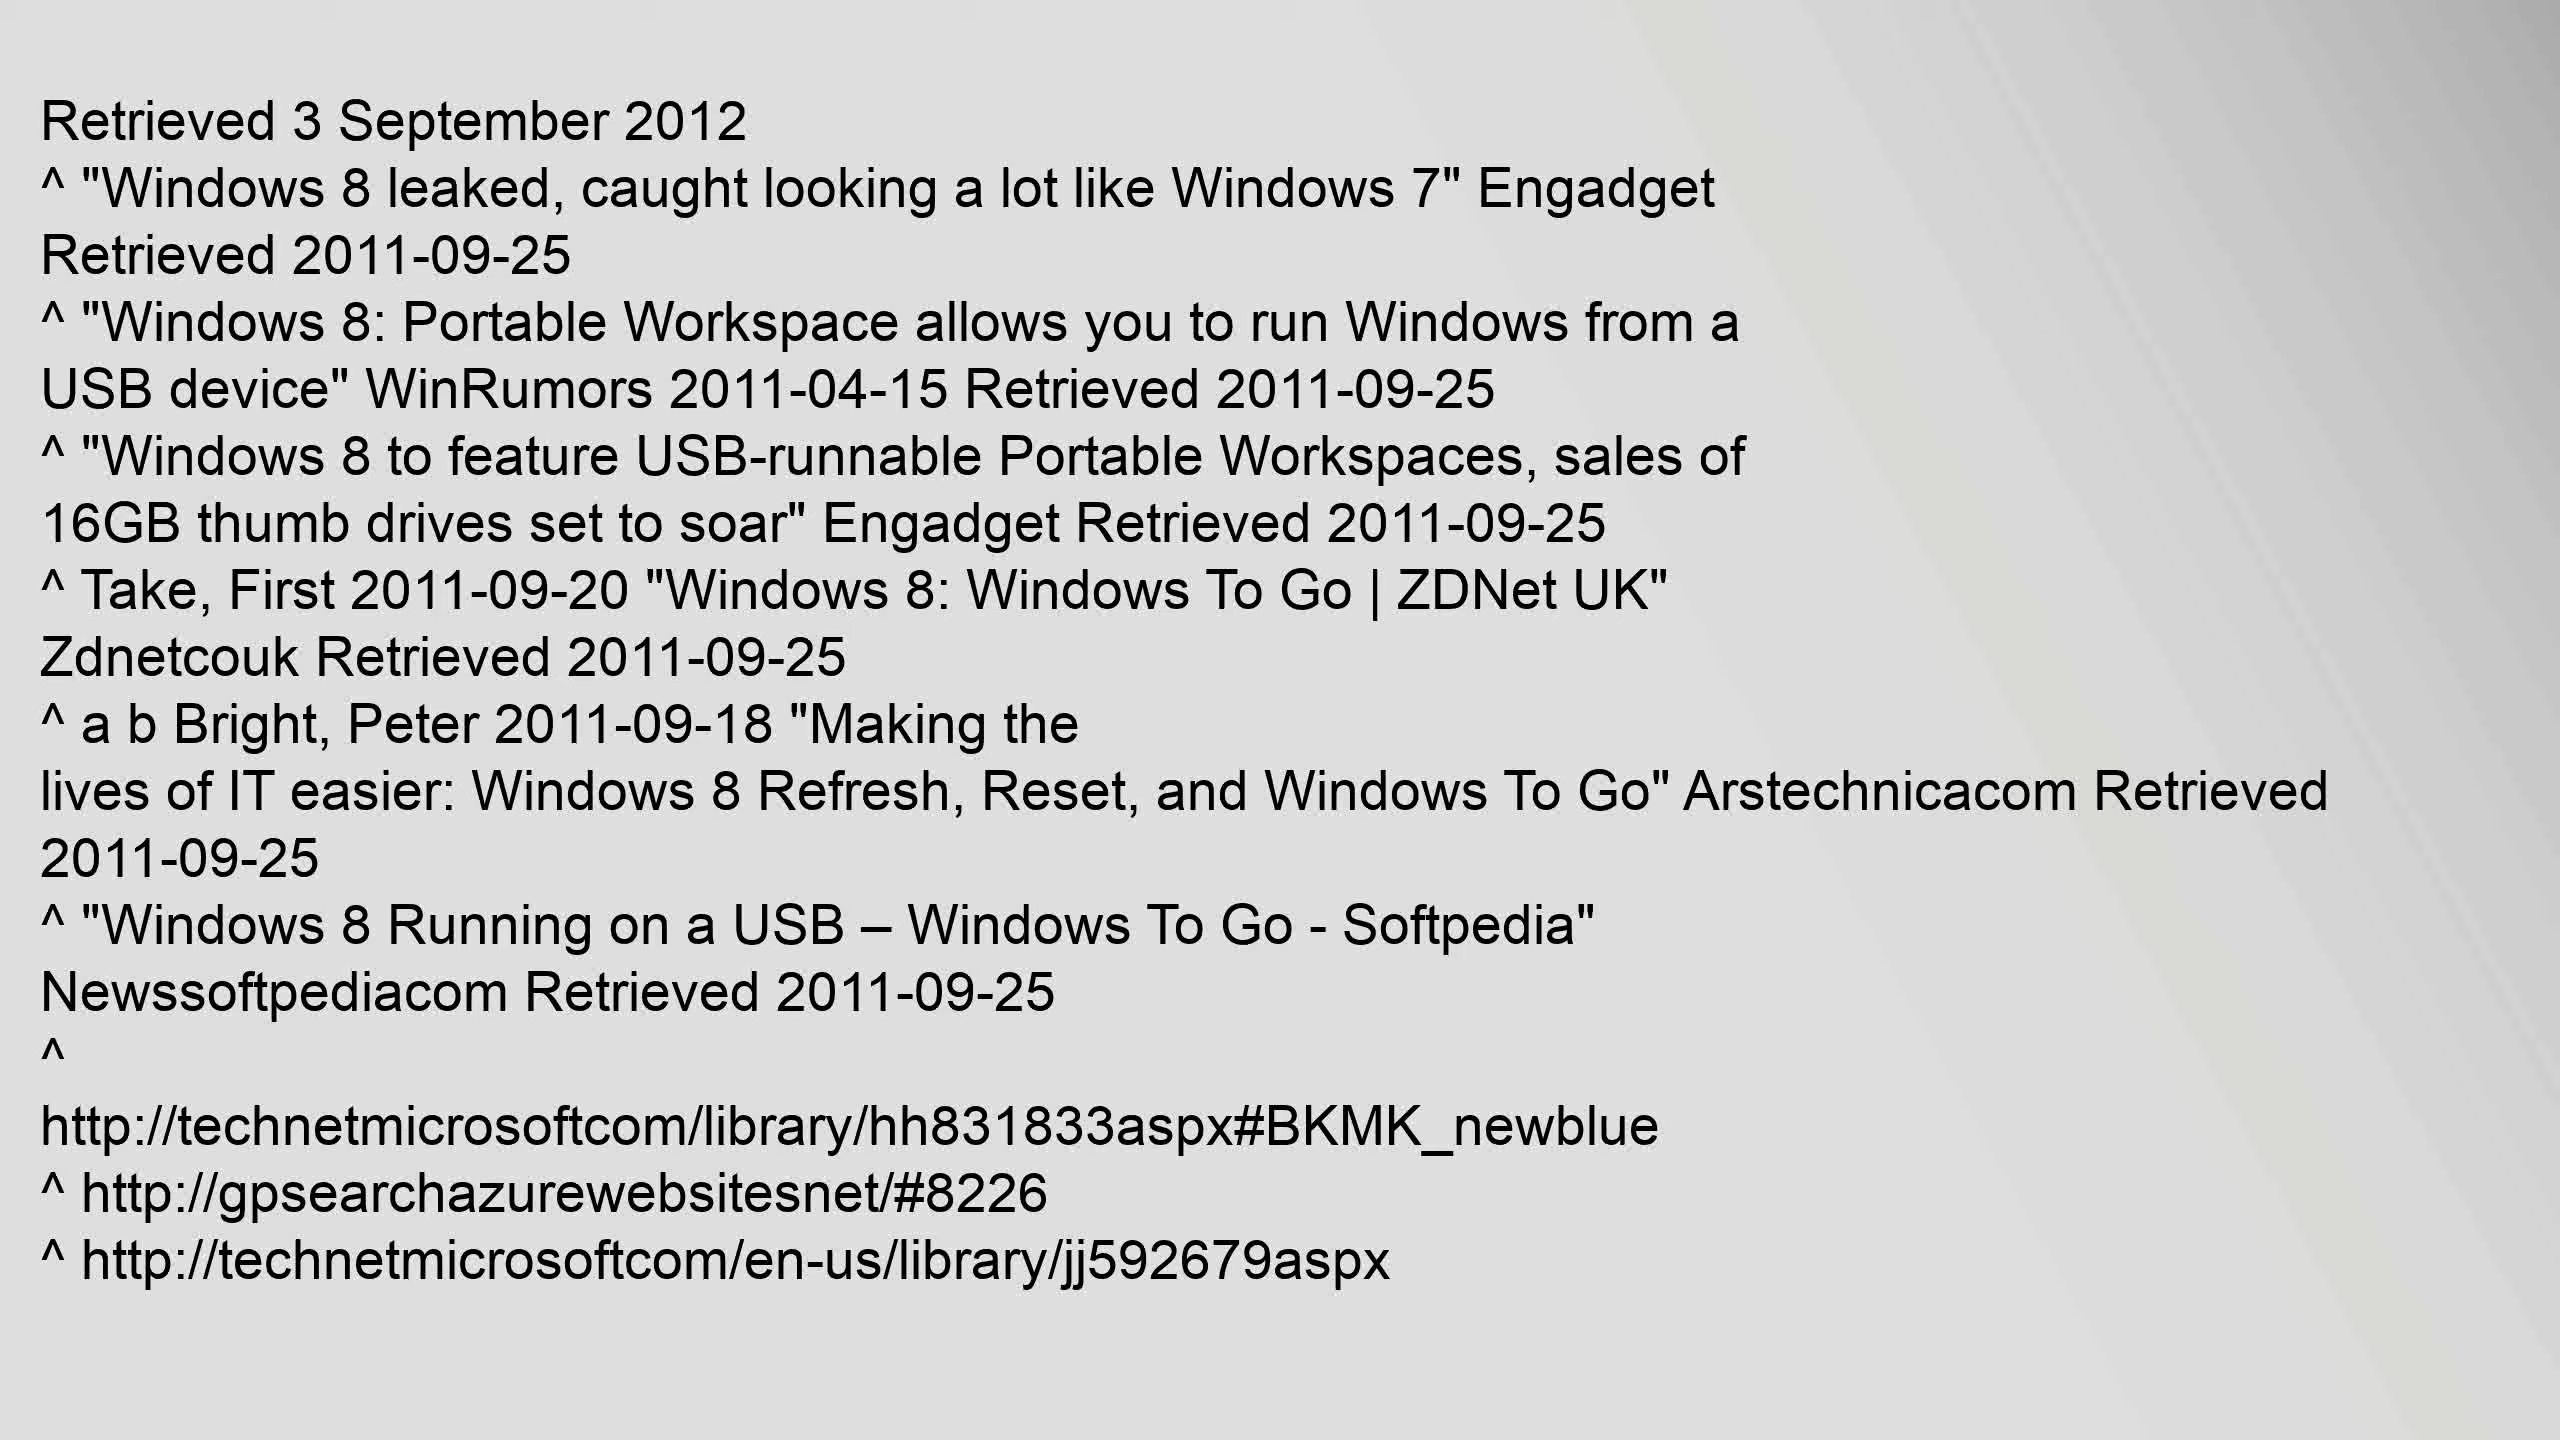 Retrieved 3 September 2012
^ "Windows 8 leaked, caught looking a lot like Windows 7" Engadget
Retrieved 2011-09-25
^ "Windows 8: Portable Workspace allows you to run Windows from a
USB device" WinRumors 2011-04-15 Retrieved 2011-09-25
^ "Windows 8 to feature USB-runnable Portable Workspaces, sales of
16GB thumb drives set to soar" Engadget Retrieved 2011-09-25
^ Take, First 2011-09-20 "Windows 8: Windows To Go | ZDNet UK"
Zdnetcouk Retrieved 2011-09-25
^ a b Bright, Peter 2011-09-18 "Making the
lives of IT easier: Windows 8 Refresh, Reset, and Windows To Go" Arstechnicacom Retrieved
2011-09-25
^ "Windows 8 Running on a USB – Windows To Go - Softpedia"
Newssoftpediacom Retrieved 2011-09-25
^
http://technetmicrosoftcom/library/hh831833aspx#BKMK_newblue
^ http://gpsearchazurewebsitesnet/#8226
^ http://technetmicrosoftcom/en-us/library/jj592679aspx